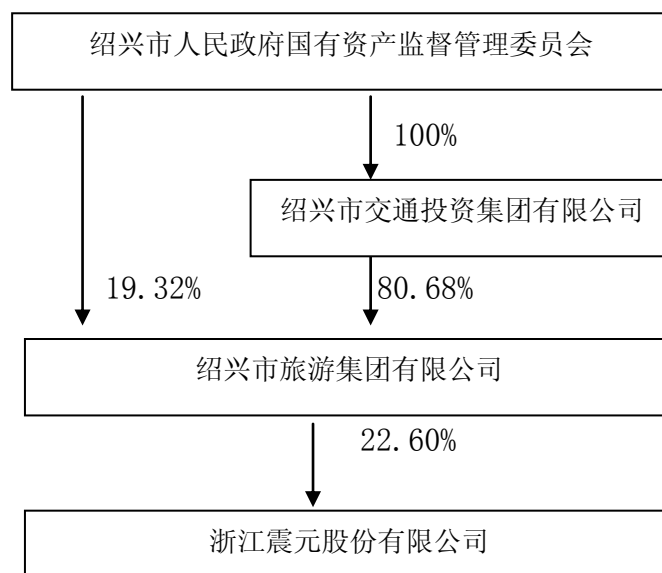 绍兴市人民政府国有资产监督管理委员会
100%
绍兴市交通投资集团有限公司
19.32%
80.68%
绍兴市旅游集团有限公司
22.60%
浙江震元股份有限公司